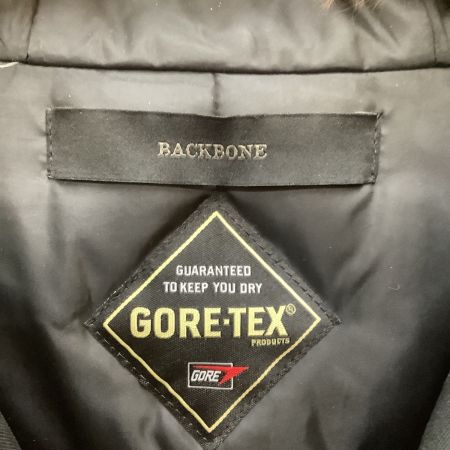 BACKBONE
GUARANTEED
TO KEEP YOU DRY
GORE-TEX®
PRODUCTS
GORE